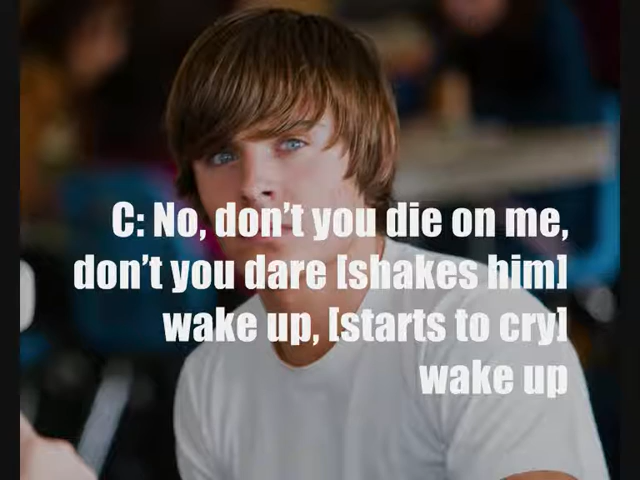 C: No, don't you die on me,
don't you dare [shakes him]
wake up, [starts to cry]
wake up